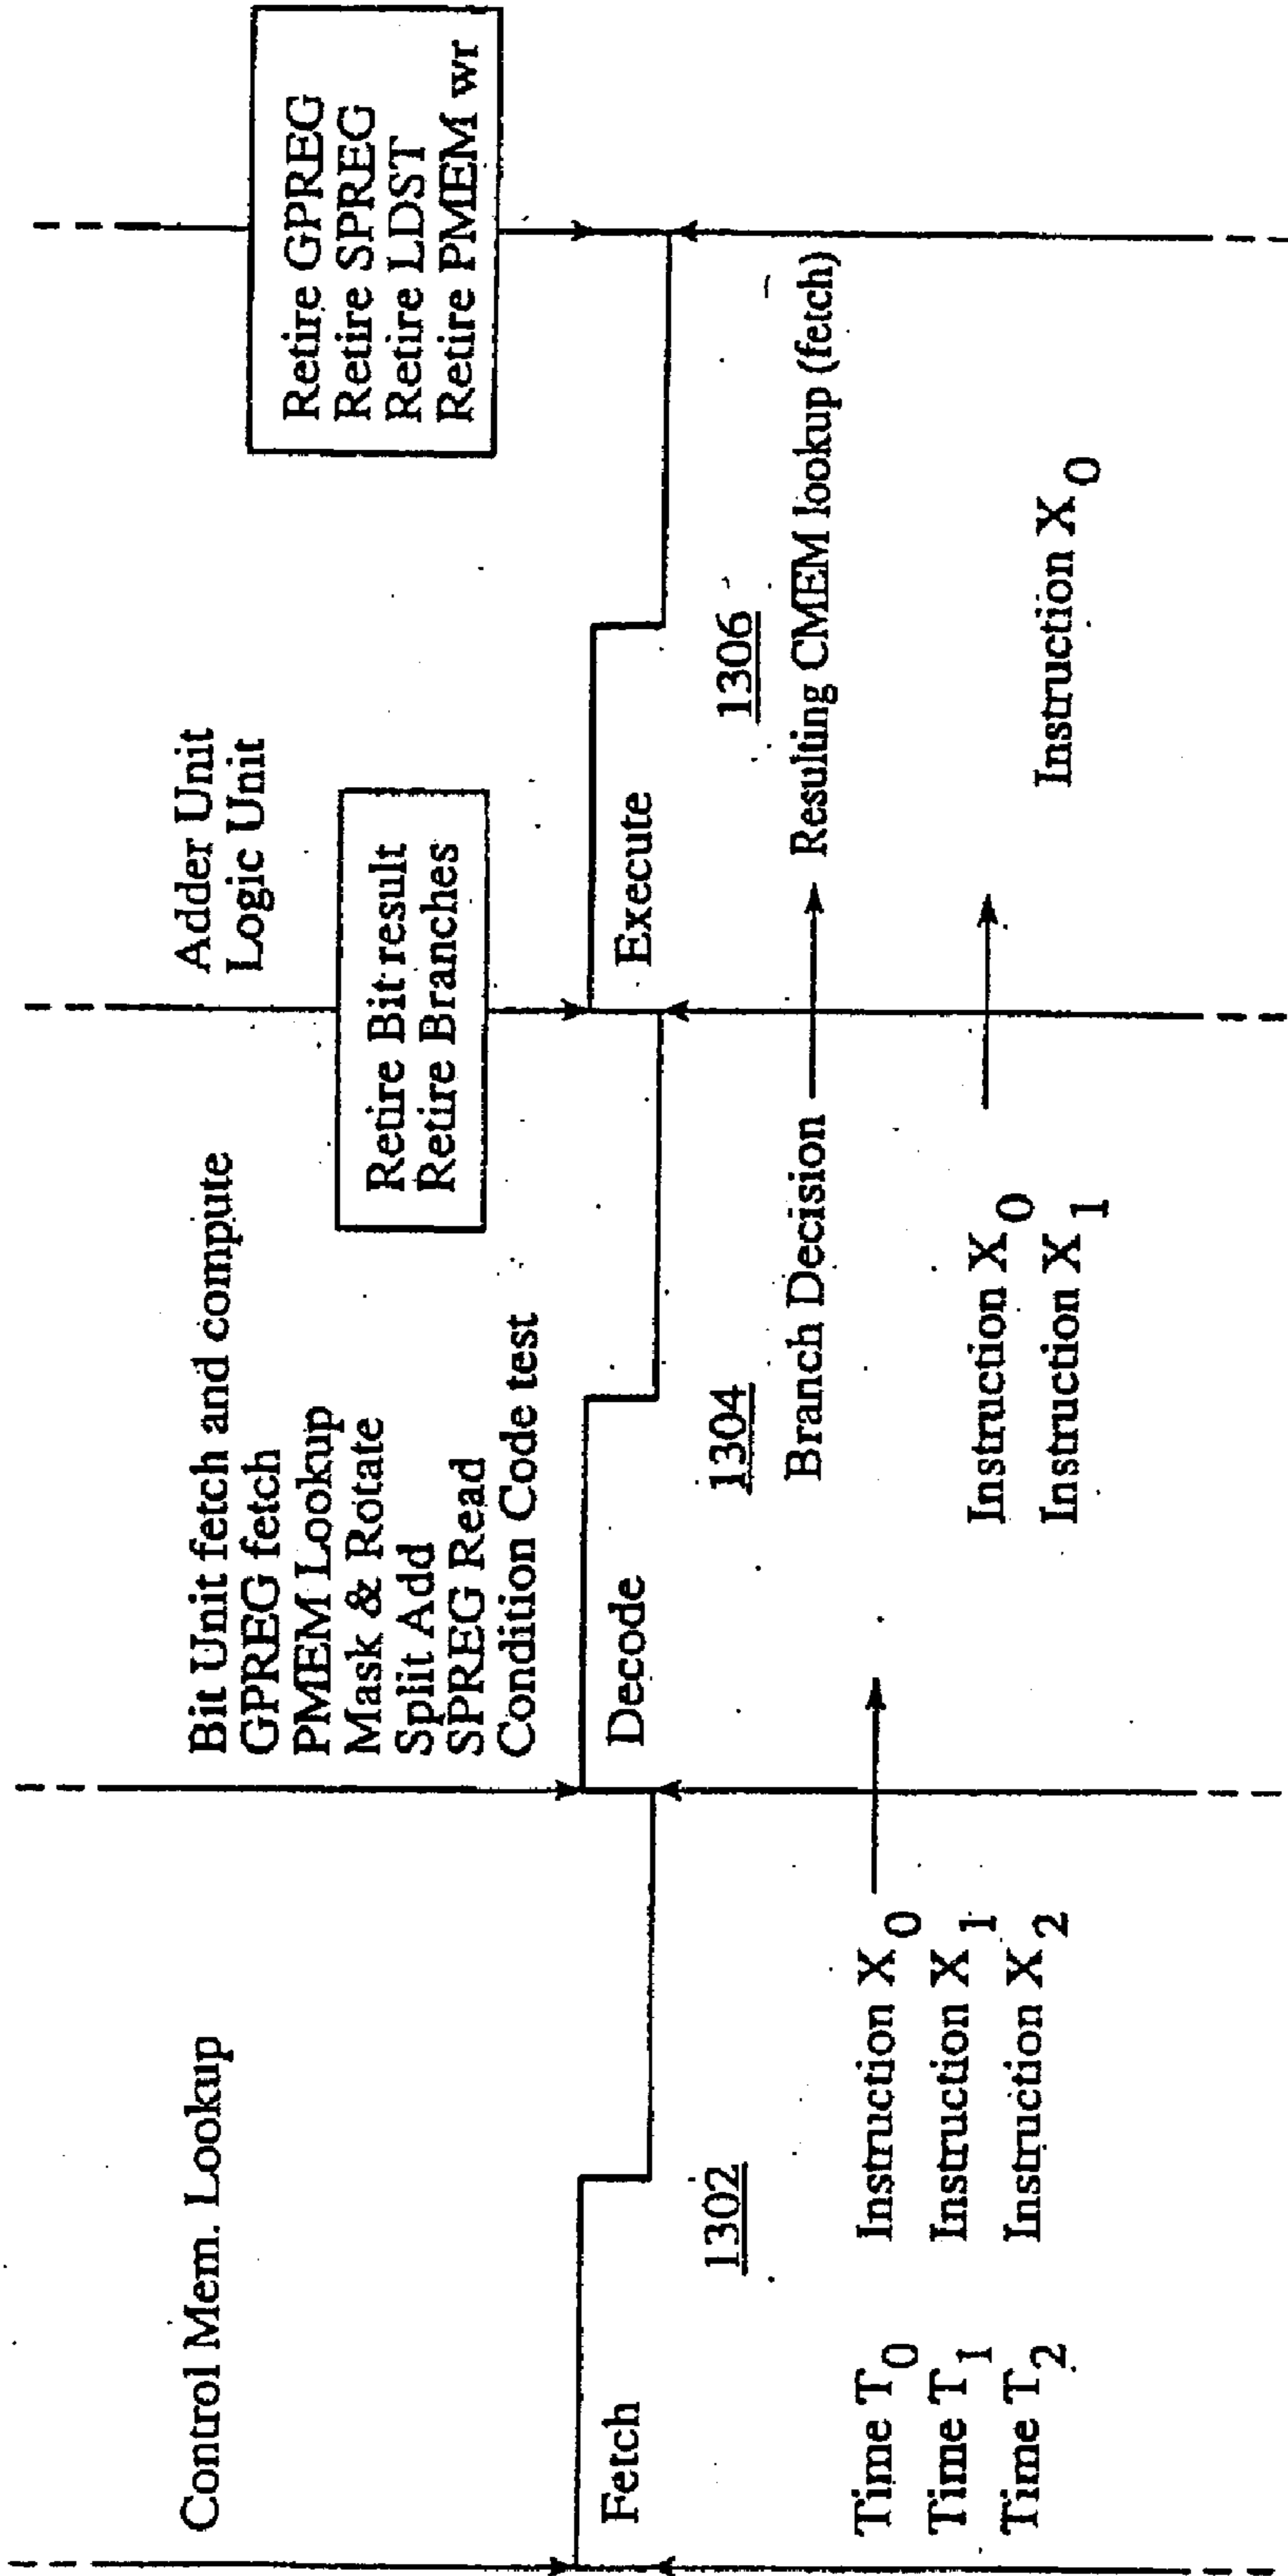 Control Mem. Lookup
Bit Unit fetch and compute
GPREG fetch
PMEM Lookup
Mask & Rotate
Split Add
SPREG Read
Condition Code test
Adder Unit
Logic Unit
Retire Bit result
Retire Branches
Retire GPREG
Retire SPREG
Retire LDST
Retire PMEM wr
Fetch
Decode
Execute
1302
1304
1306
Branch Decision
Resulting CMEM lookup (fetch)
Time T0 Instruction X0
Time T1 Instruction X1 Instruction X0
Time T2 Instruction X2 Instruction X1 Instruction X0